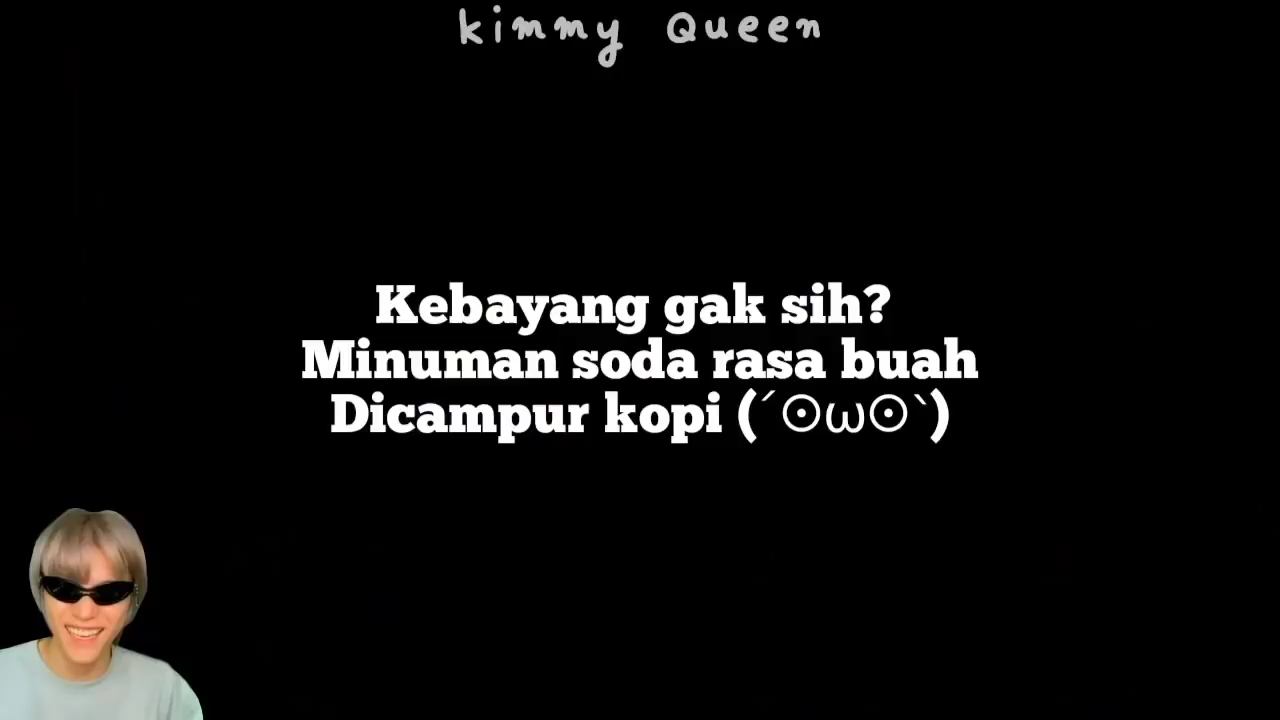 kimmy Queen
Kebayang gak sih?
Minuman soda rasa buah
Dicampur kopi (´⊙ω⊙`)